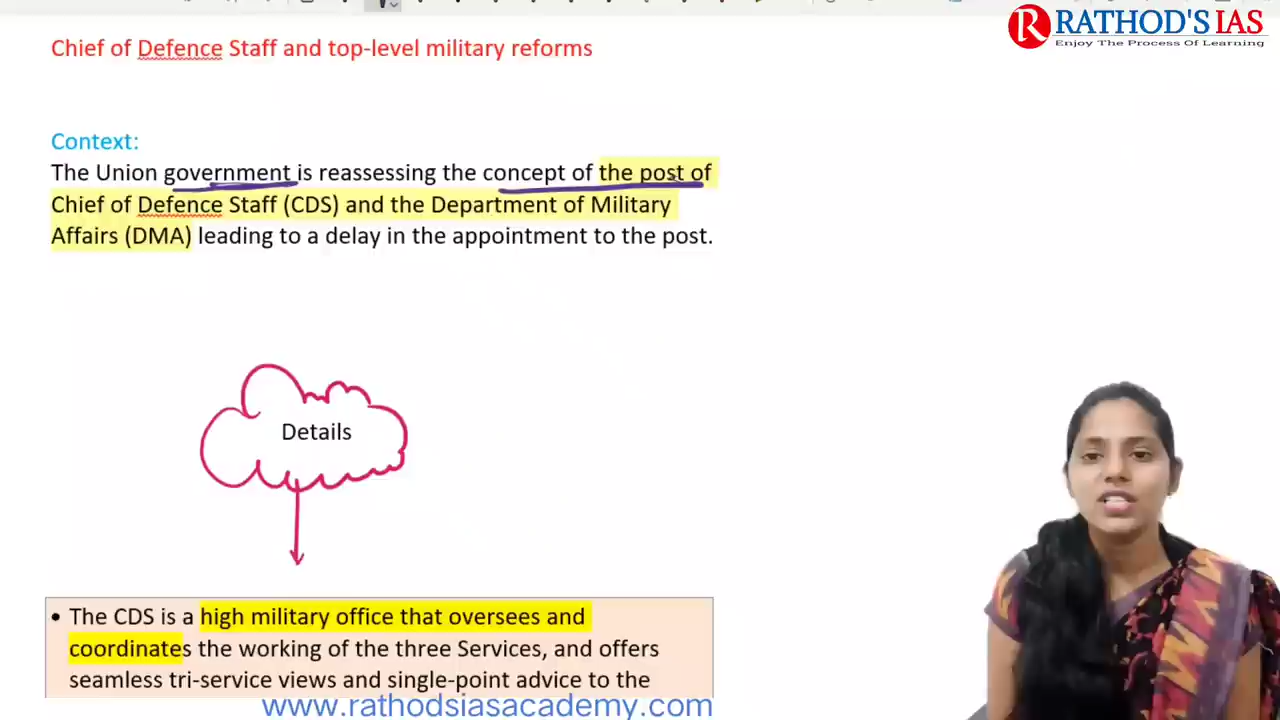 RATHOD'S IAS
Enjoy The Process Of Learning
Chief of Defence Staff and top-level military reforms
Context:
The Union government is reassessing the concept of the post of
Chief of Defence Staff (CDS) and the Department of Military
Affairs (DMA) leading to a delay in the appointment to the post.
Details
• The CDS is a high military office that oversees and
coordinates the working of the three Services, and offers
seamless tri-service views and single-point advice to the
www.rathodsiasacademy.com